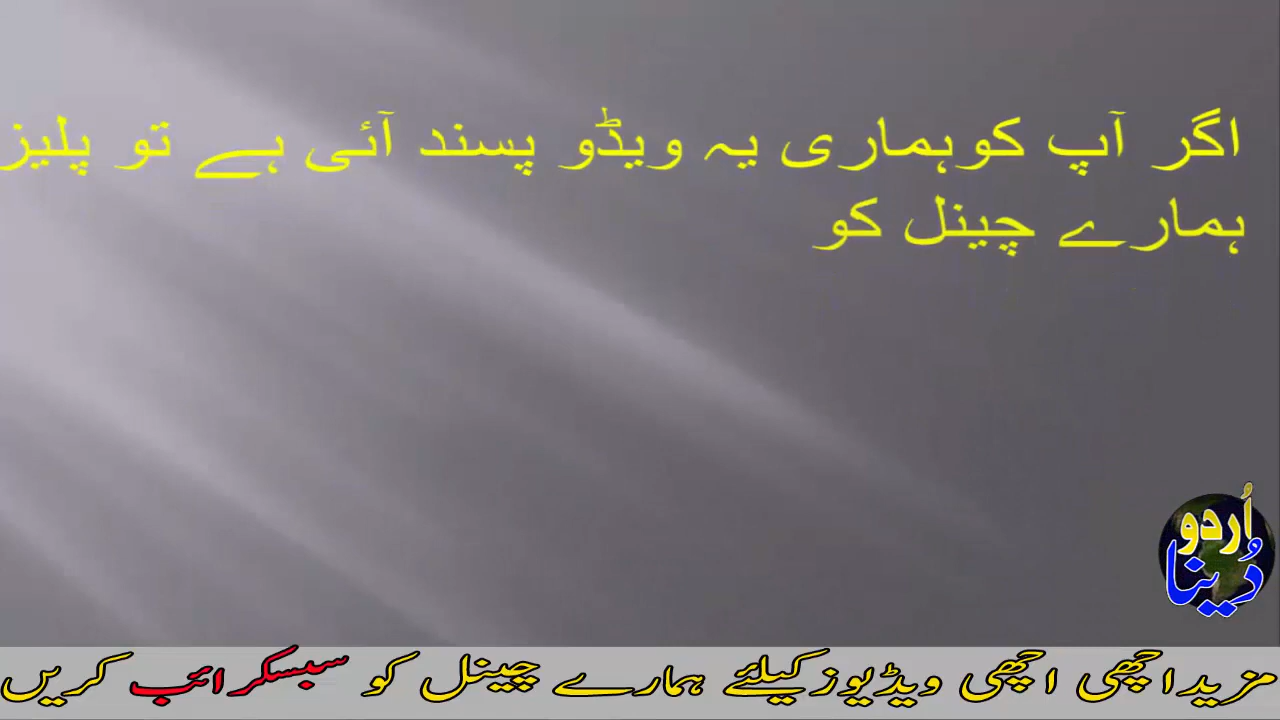 اگر آپ کوہماری یہ ویڈو پسند آئی ہے تو پلیز
ہمارے چینل کو
اُردو
دُنیا
مزیداچھی اچھی ویڈیوزکیلئے ہمارے چینل کو سبسکرائب کریں